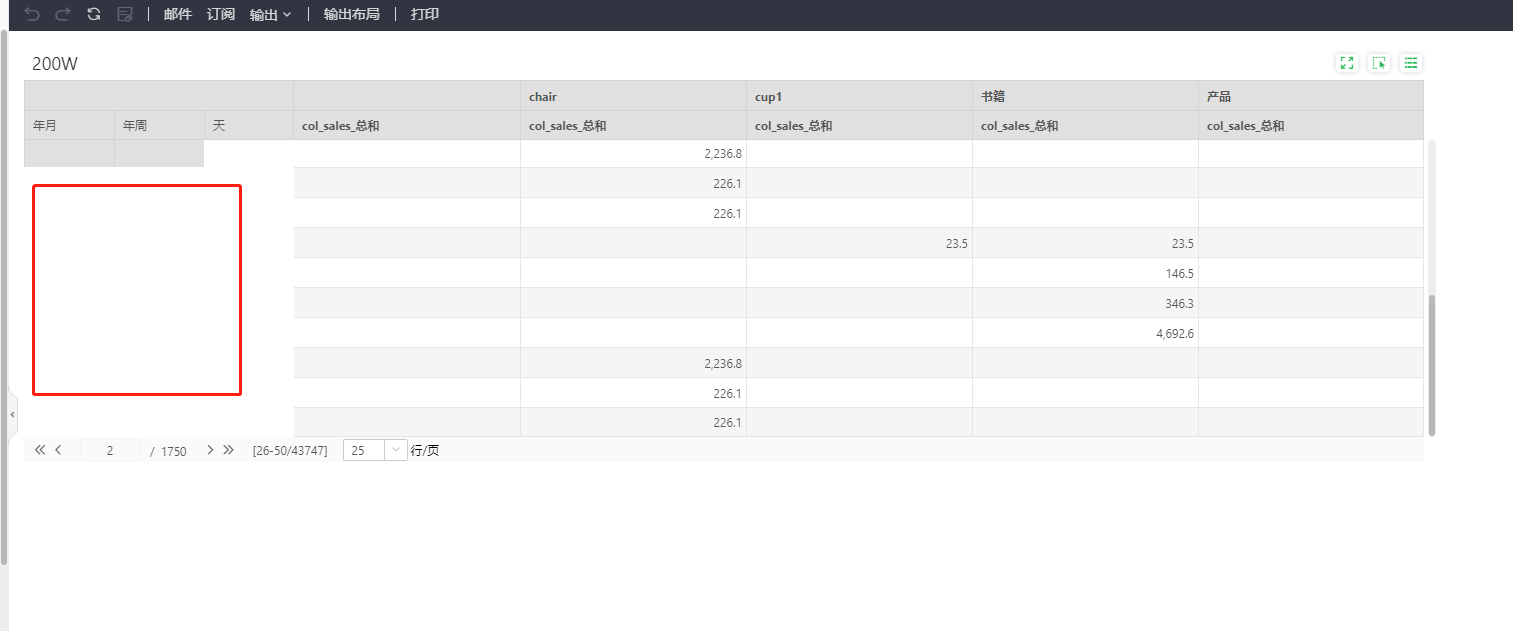 邮件 订阅 输出 输出布局 打印
200W
chair cup1 书籍 产品
年月 年周 天 col_sales_总和 col_sales_总和 col_sales_总和 col_sales_总和 col_sales_总和
2,236.8
226.1
226.1
23.5 23.5
146.5
346.3
4,692.6
2,236.8
226.1
226.1
2 / 1750 [26-50/43747] 25 行/页